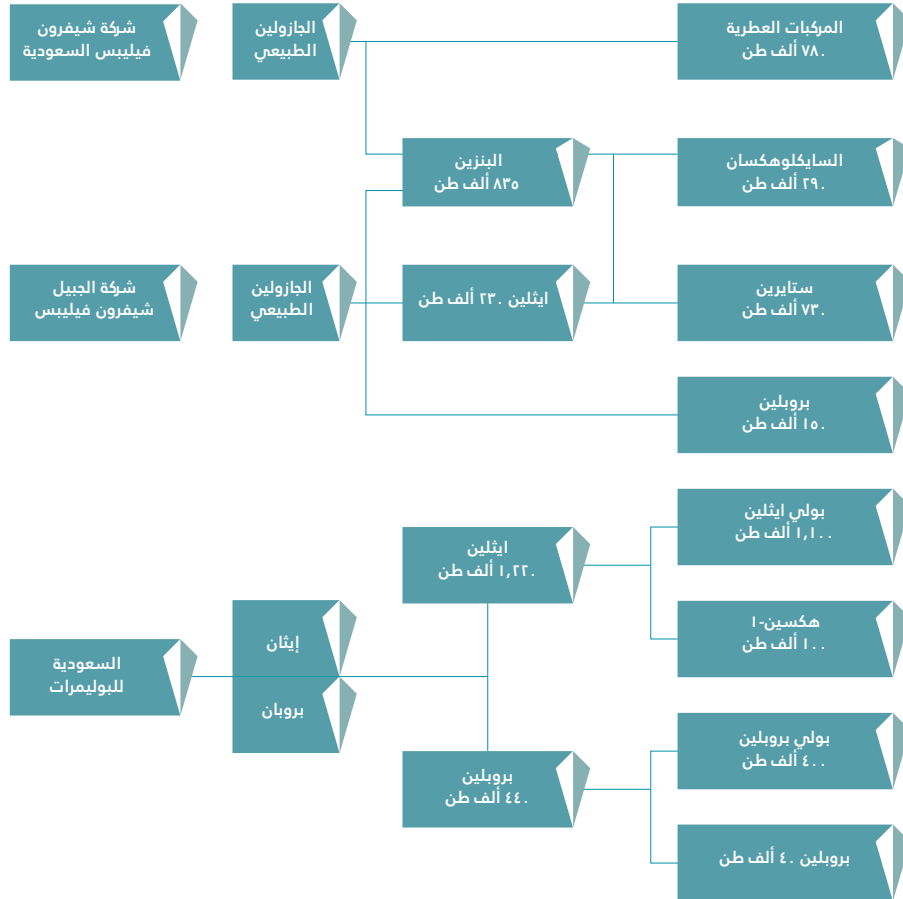 شركة شيفرون
فيليبس السعودية
الجازولين
الطبيعي
المركبات العطرية
٧٨٠ ألف طن
البنزين
٨٣٥ ألف طن
السايكلوهكسان
٢٩٠ ألف طن
شركة الجبيل
شيفرون فيليبس
الجازولين
الطبيعي
ايثلين ٢٣٠ ألف طن
ستايرين
٧٣٠ ألف طن
بروبلين
١٥٠ ألف طن
السعودية
للبوليمرات
إيثان
بروبان
ايثلين
١,٢٢٠ ألف طن
بولي ايثلين
١,١٠٠ ألف طن
هكسين-١
١٠٠ ألف طن
بروبلين
٤٤٠ ألف طن
بولي بروبلين
٤٠٠ ألف طن
بروبلين ٤٠ ألف طن